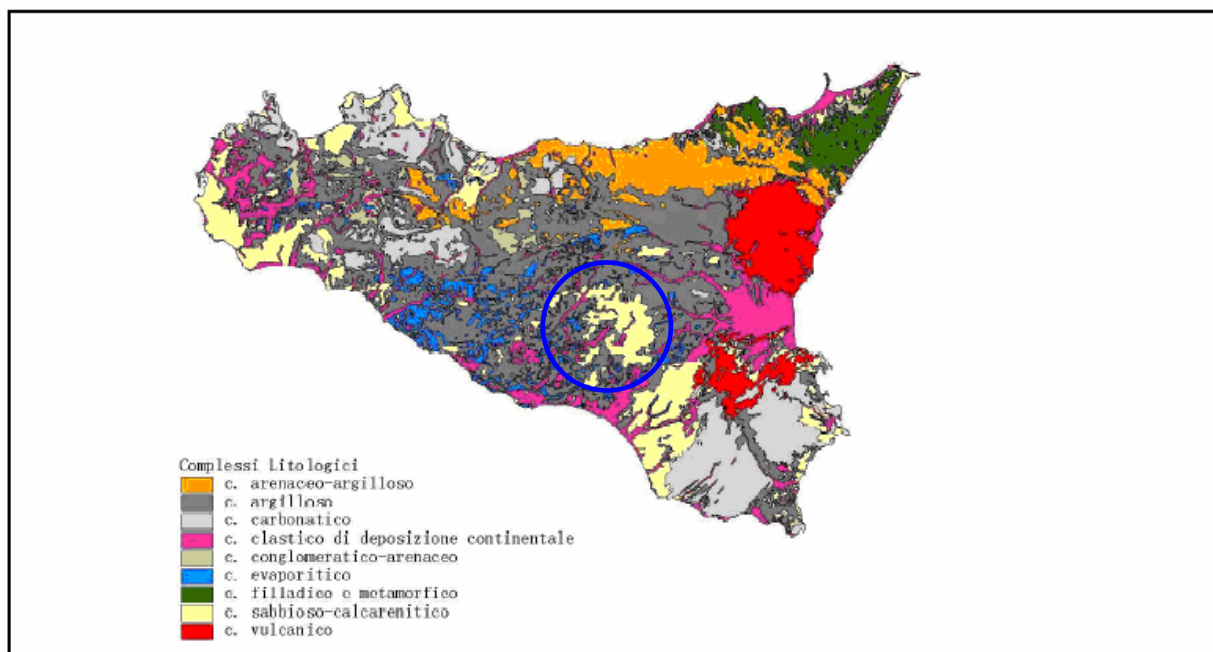 Complessi Litologici
c. arenaceo-argilloso
c. argilloso
c. carbonatico
c. clastico di deposizione continentale
c. conglomeratico-arenaceo
c. evaporitico
c. filladico e metamorfico
c. sabbioso-calcarenitico
c. vulcanico